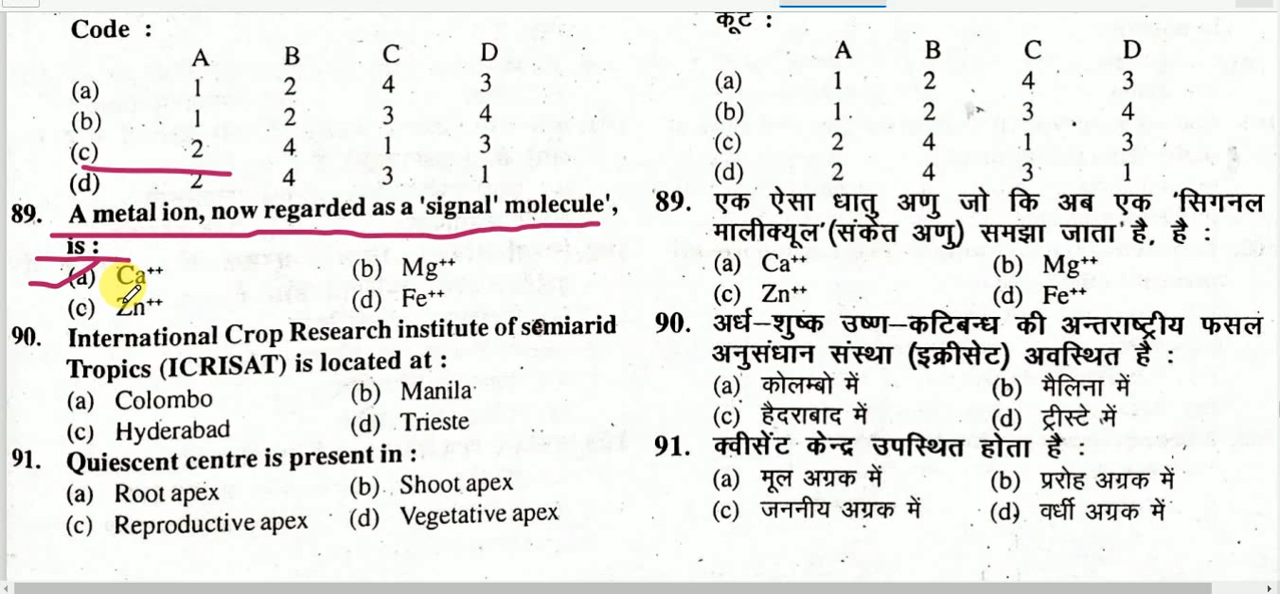 Code :
A B C D
(a) 1 2 4 3
(b) 1 2 3 4
(c) 2 4 1 3
(d) 2 4 3 1
89. A metal ion, now regarded as a 'signal' molecule',
is :
(a) Ca⁺⁺ (b) Mg⁺⁺
(c) Zn⁺⁺ (d) Fe⁺⁺
90. International Crop Research institute of semiarid
Tropics (ICRISAT) is located at :
(a) Colombo (b) Manila
(c) Hyderabad (d) Trieste
91. Quiescent centre is present in :
(a) Root apex (b) Shoot apex
(c) Reproductive apex (d) Vegetative apex
कूट :
A B C D
(a) 1 2 4 3
(b) 1 2 3 4
(c) 2 4 1 3
(d) 2 4 3 1
89. एक ऐसा धातु अणु जो कि अब एक 'सिगनल
मालीक्यूल' (संकेत अणु) समझा जाता है, है :
(a) Ca⁺⁺ (b) Mg⁺⁺
(c) Zn⁺⁺ (d) Fe⁺⁺
90. अर्ध-शुष्क उष्ण-कटिबन्ध की अन्तराष्ट्रीय फसल
अनुसंधान संस्था (इक्रीसेट) अवस्थित है :
(a) कोलम्बो में (b) मैलिना में
(c) हैदराबाद में (d) ट्रीस्टे में
91. क्वीसेंट केन्द्र उपस्थित होता है :
(a) मूल अग्रक में (b) प्ररोह अग्रक में
(c) जननीय अग्रक में (d) वर्धी अग्रक में